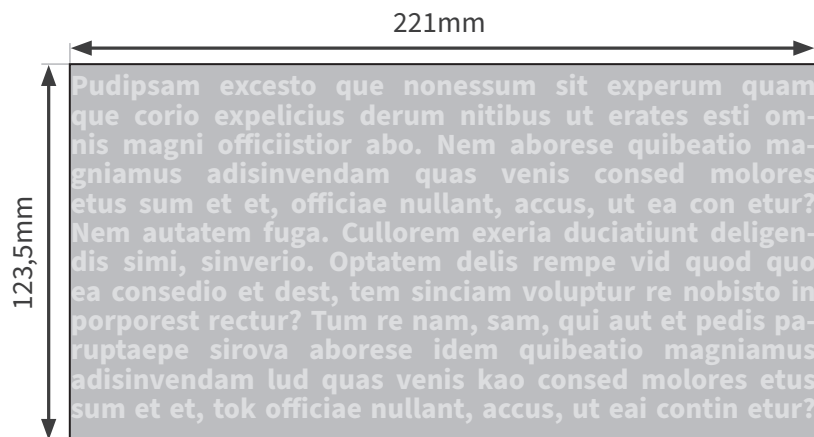 221mm
123,5mm
Pudipsam excesto que nonessum sit experum quam
que corio expelicius derum nitibus ut erates esti om-
nis magni officiistior abo. Nem aborese quibeatio ma-
gniamus adisinvendam quas venis consed molores
etus sum et et, officiae nullant, accus, ut ea con etur?
Nem autatem fuga. Cullorem exeria duciatiunt deligen-
dis simi, sinverio. Optatem delis rempe vid quod quo
ea consedio et dest, tem sinciam voluptur re nobisto in
porporest rectur? Tum re nam, sam, qui aut et pedis pa-
ruptaepe sirova aborese idem quibeatio magniamus
adisinvendam lud quas venis kao consed molores etus
sum et et, tok officiae nullant, accus, ut eai contin etur?